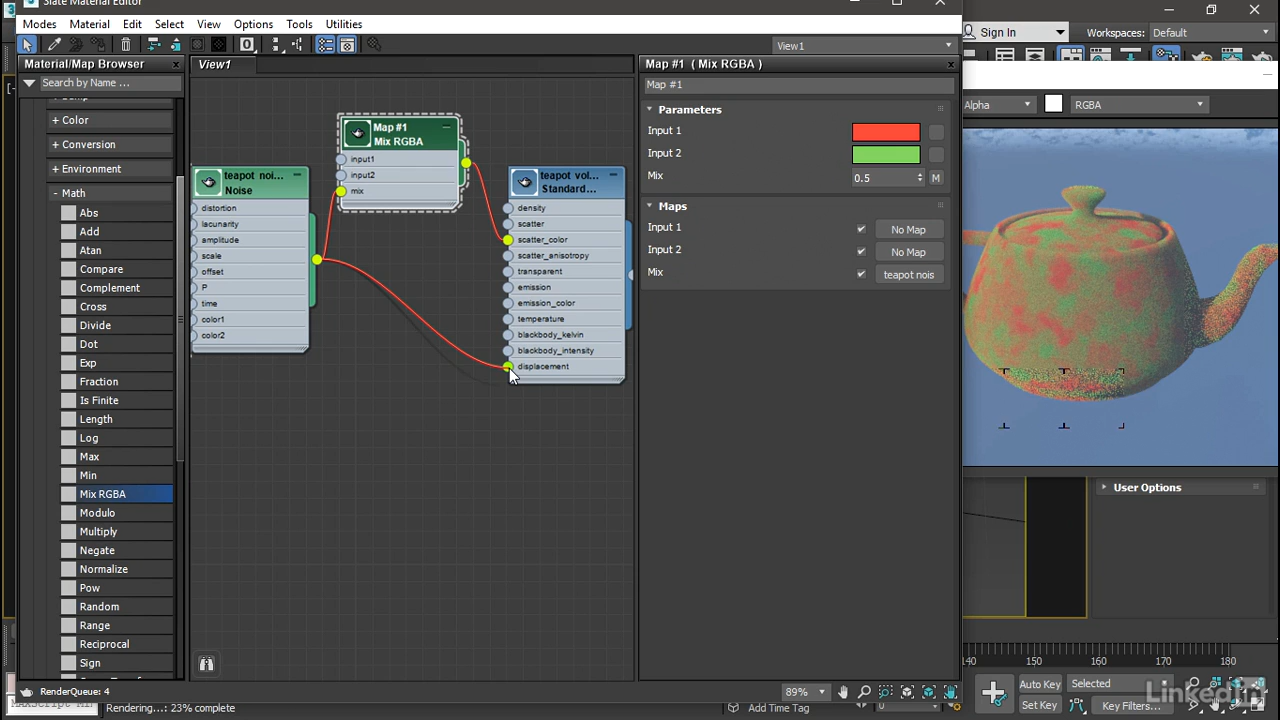 Slate Material Editor
Modes Material Edit Select View Options Tools Utilities
Sign In
Workspaces: Default
View1
Material/Map Browser
View1
Map #1 ( Mix RGBA )
Search by Name ...
Map #1
Alpha
RGBA
+ Color
+ Conversion
+ Environment
- Math
Abs
Add
Atan
Compare
Complement
Cross
Divide
Dot
Exp
Fraction
Is Finite
Length
Log
Max
Min
Mix RGBA
Modulo
Multiply
Negate
Normalize
Pow
Random
Range
Reciprocal
Sign
teapot noi...
Noise
distortion
lacunarity
amplitude
scale
offset
P
time
color1
color2
Map #1
Mix RGBA
input1
input2
mix
teapot vol...
Standard...
density
scatter
scatter_color
scatter_anisotropy
transparent
emission
emission_color
temperature
blackbody_kelvin
blackbody_intensity
displacement
Parameters
Input 1
Input 2
Mix 0.5 M
Maps
Input 1 No Map
Input 2 No Map
Mix teapot nois
User Options
140 150 160 170 180
RenderQueue: 4
89%
Auto Key Selected
Set Key Key Filters...
LinkedIn
MAXScript Min
Rendering... 23% complete
Add Time Tag
0